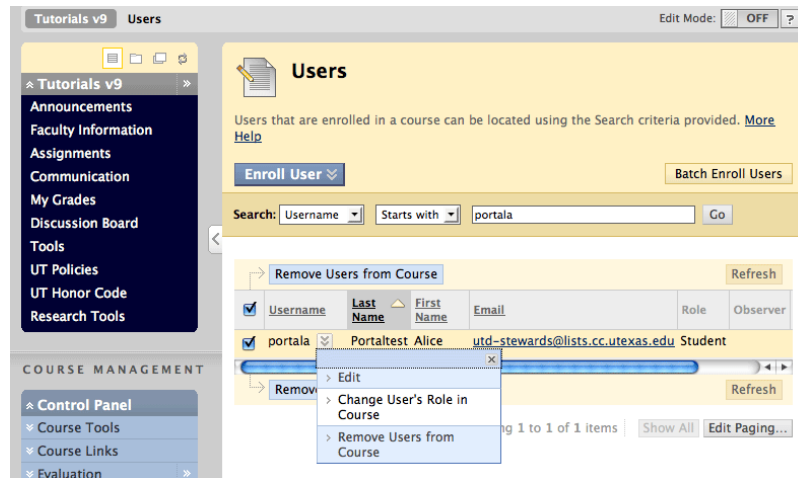 Tutorials v9 Users Edit Mode: OFF ?
Tutorials v9
Announcements
Faculty Information
Assignments
Communication
My Grades
Discussion Board
Tools
UT Policies
UT Honor Code
Research Tools
COURSE MANAGEMENT
Control Panel
Course Tools
Course Links
Evaluation
Users
Users that are enrolled in a course can be located using the Search criteria provided. More
Help
Enroll User Batch Enroll Users
Search: Username Starts with portala Go
Remove Users from Course Refresh
Username Last Name First Name Email Role Observer
portala Portaltest Alice utd-stewards@lists.cc.utexas.edu Student
Edit
Change User's Role in
Course
Remove Users from
Course
Refresh
1 to 1 of 1 items Show All Edit Paging...